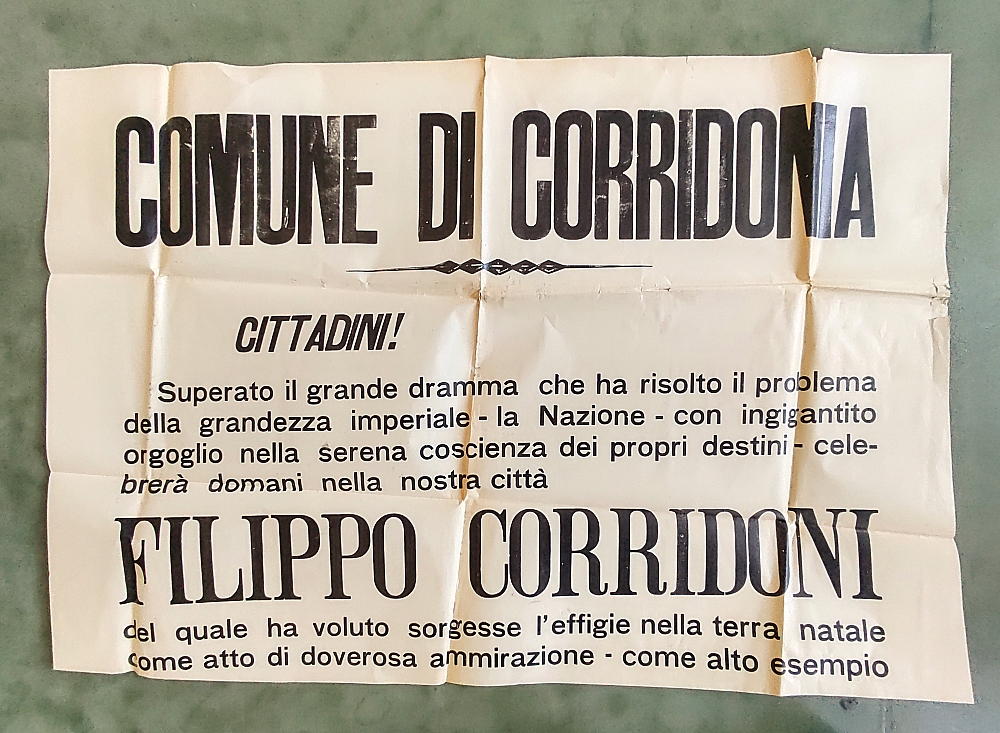 COMUNE DI CORRIDONIA
CITTADINI!
Superato il grande dramma che ha risolto il problema
della grandezza imperiale - la Nazione - con ingigantito
orgoglio nella serena coscienza dei propri destini - cele-
brerà domani nella nostra città
FILIPPO CORRIDONI
del quale ha voluto sorgesse l'effigie nella terra natale
come atto di doverosa ammirazione - come alto esempio